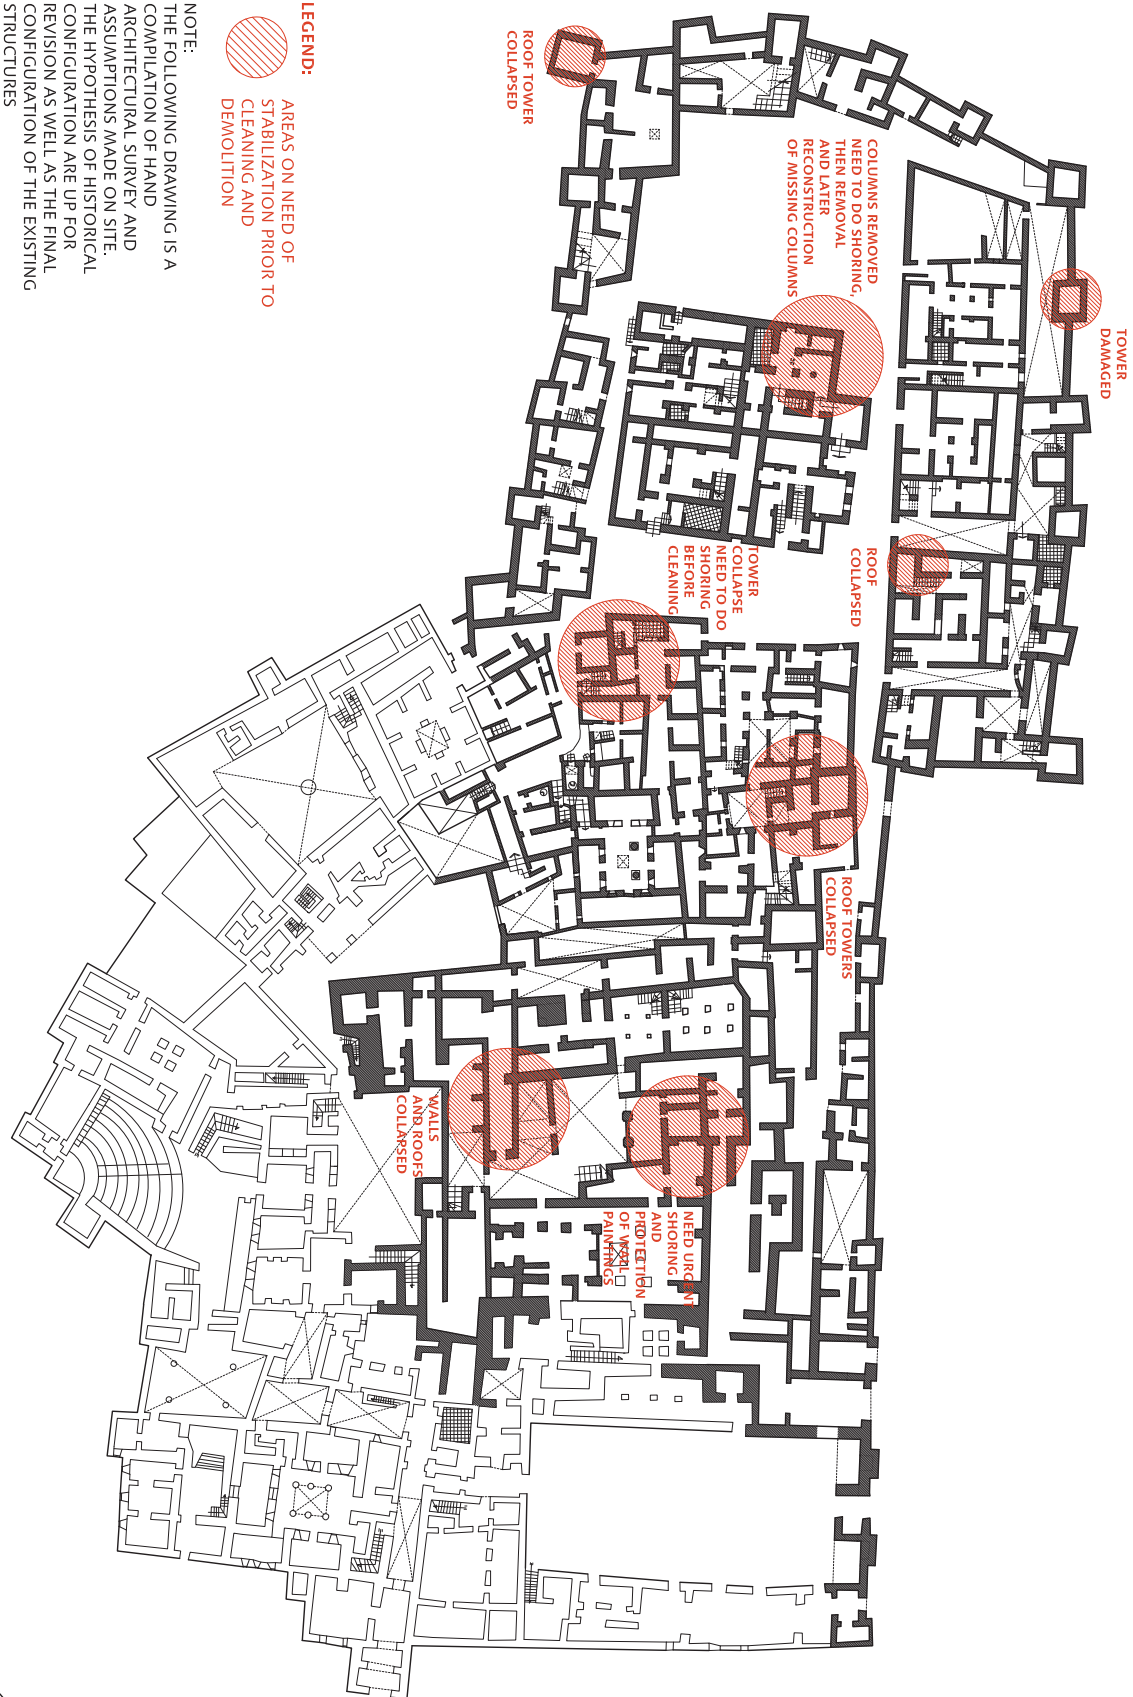 LEGEND:
AREAS ON NEED OF
STABILIZATION PRIOR TO
CLEANING AND
DEMOLITION
NOTE:
THE FOLLOWING DRAWING IS A
COMPILATION OF HAND
ARCHITECTURAL SURVEY AND
ASSUMPTIONS MADE ON SITE.
THE HYPOTHESIS OF HISTORICAL
CONFIGURATION ARE UP FOR
REVISION AS WELL AS THE FINAL
CONFIGURATION OF THE EXISTING
STRUCTURES
ROOF TOWER
COLLAPSED
COLUMNS REMOVED
NEED TO DO SHORING,
THEN REMOVAL
AND LATER
RECONSTRUCTION
OF MISSING COLUMNS
TOWER
DAMAGED
ROOF
COLLAPSED
TOWER
COLLAPSE
NEED TO DO
SHORING
BEFORE
CLEANING
ROOF TOWERS
COLLAPSED
WALLS
AND ROOFS
COLLAPSED
NEED URGENT
SHORING
AND
PROTECTION
OF WALL
PAINTINGS